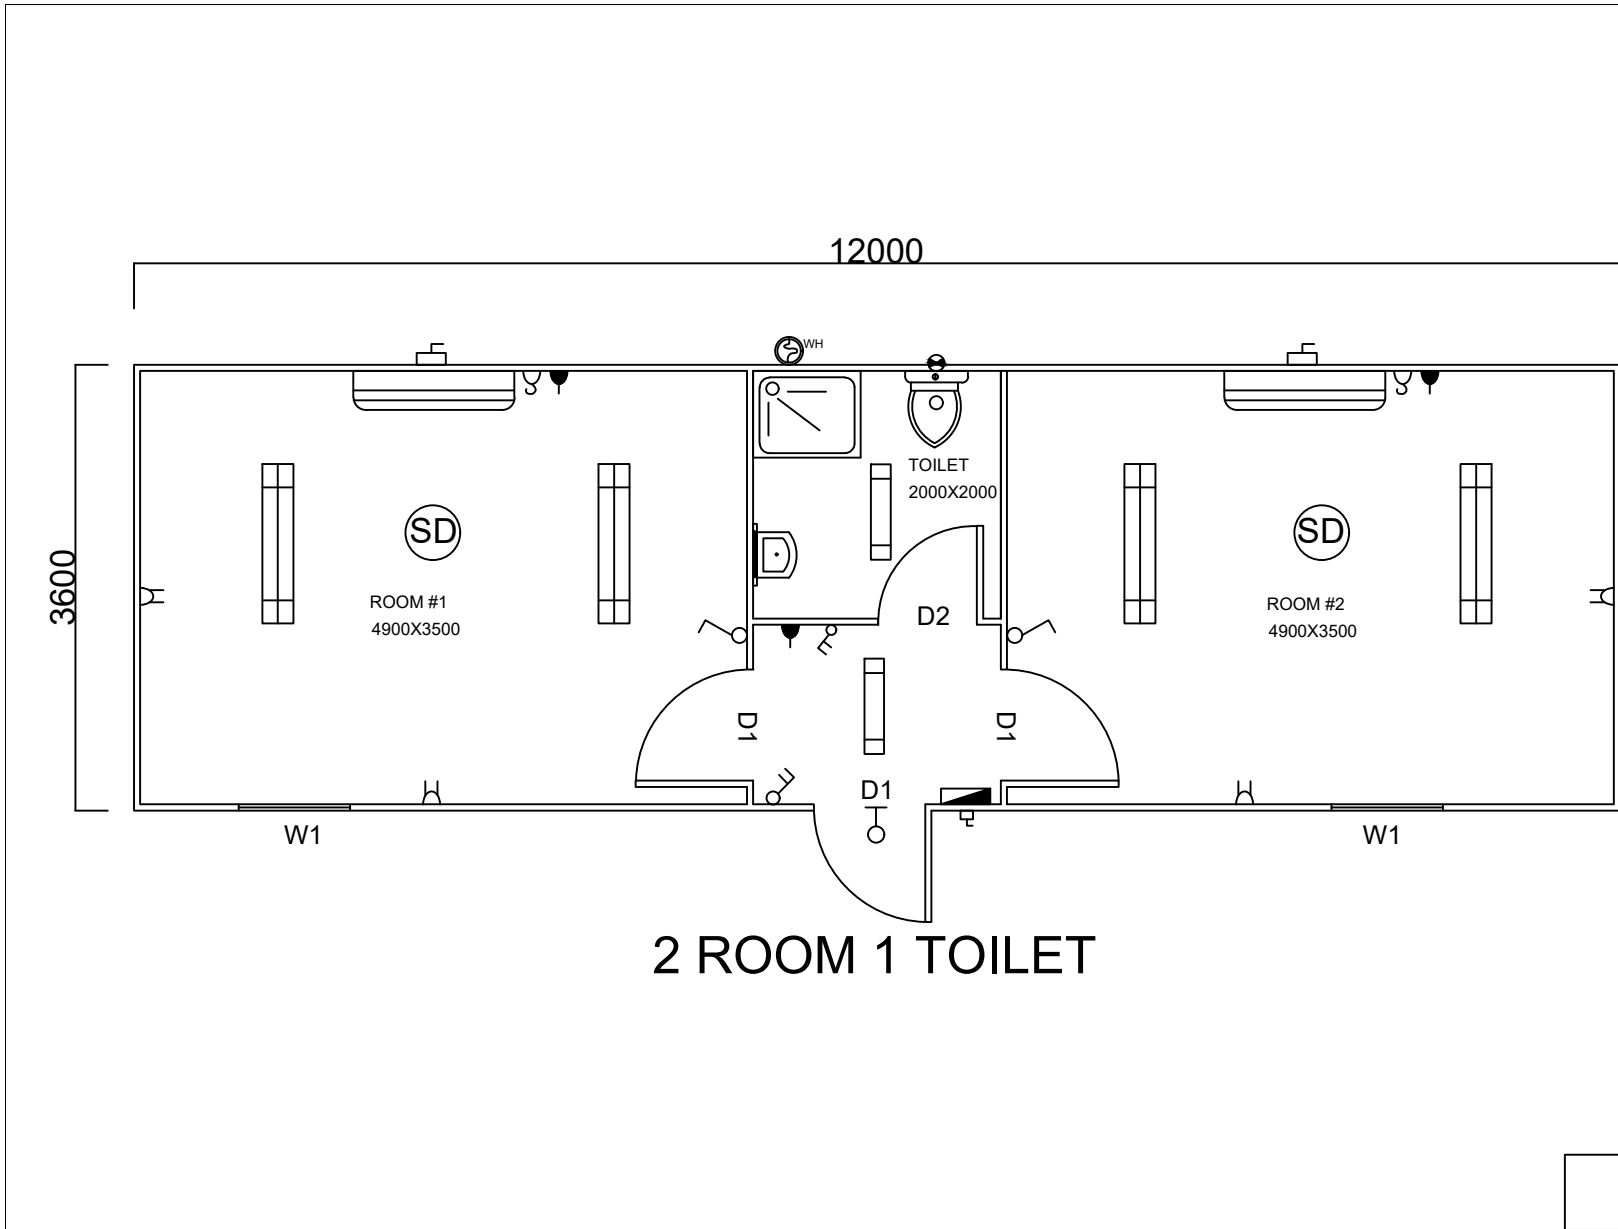 12000
WH
TOILET
2000X2000
SD
SD
3600
ROOM #1
4900X3500
ROOM #2
4900X3500
D2
D1
D1
D1
W1
W1
2 ROOM 1 TOILET